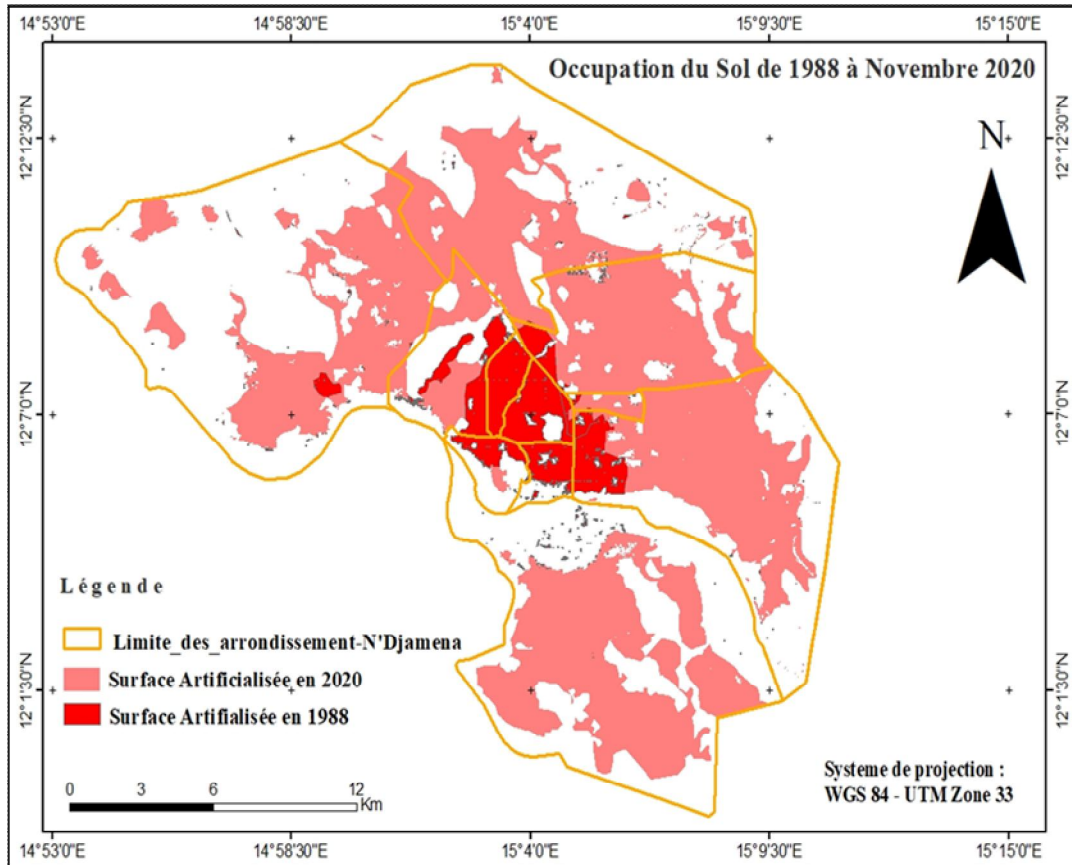 14°53'0"E 14°58'30"E 15°4'0"E 15°9'30"E 15°15'0"E
Occupation du Sol de 1988 à Novembre 2020
N
12°12'30"N 12°12'30"N
12°7'0"N 12°7'0"N
12°1'30"N 12°1'30"N
Légende
Limite_des_arrondissement-N'Djamena
Surface Artificialisée en 2020
Surface Artifialisée en 1988
0 3 6 12
Km
Systeme de projection :
WGS 84 - UTM Zone 33
14°53'0"E 14°58'30"E 15°4'0"E 15°9'30"E 15°15'0"E